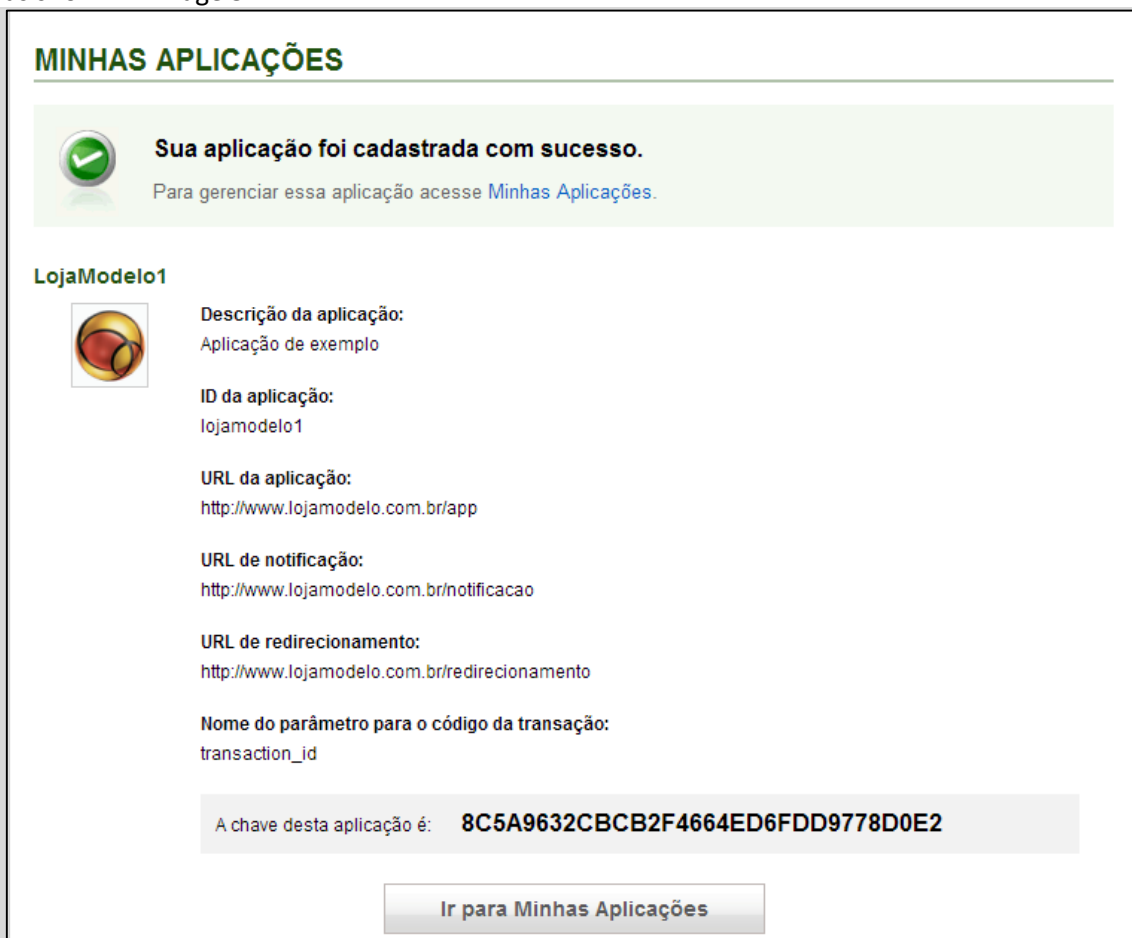 MINHAS APLICAÇÕES
Sua aplicação foi cadastrada com sucesso.
Para gerenciar essa aplicação acesse Minhas Aplicações.
LojaModelo1
Descrição da aplicação:
Aplicação de exemplo
ID da aplicação:
lojamodelo1
URL da aplicação:
http://www.lojamodelo.com.br/app
URL de notificação:
http://www.lojamodelo.com.br/notificacao
URL de redirecionamento:
http://www.lojamodelo.com.br/redirecionamento
Nome do parâmetro para o código da transação:
transaction_id
A chave desta aplicação é: 8C5A9632CBCB2F4664ED6FDD9778D0E2
Ir para Minhas Aplicações